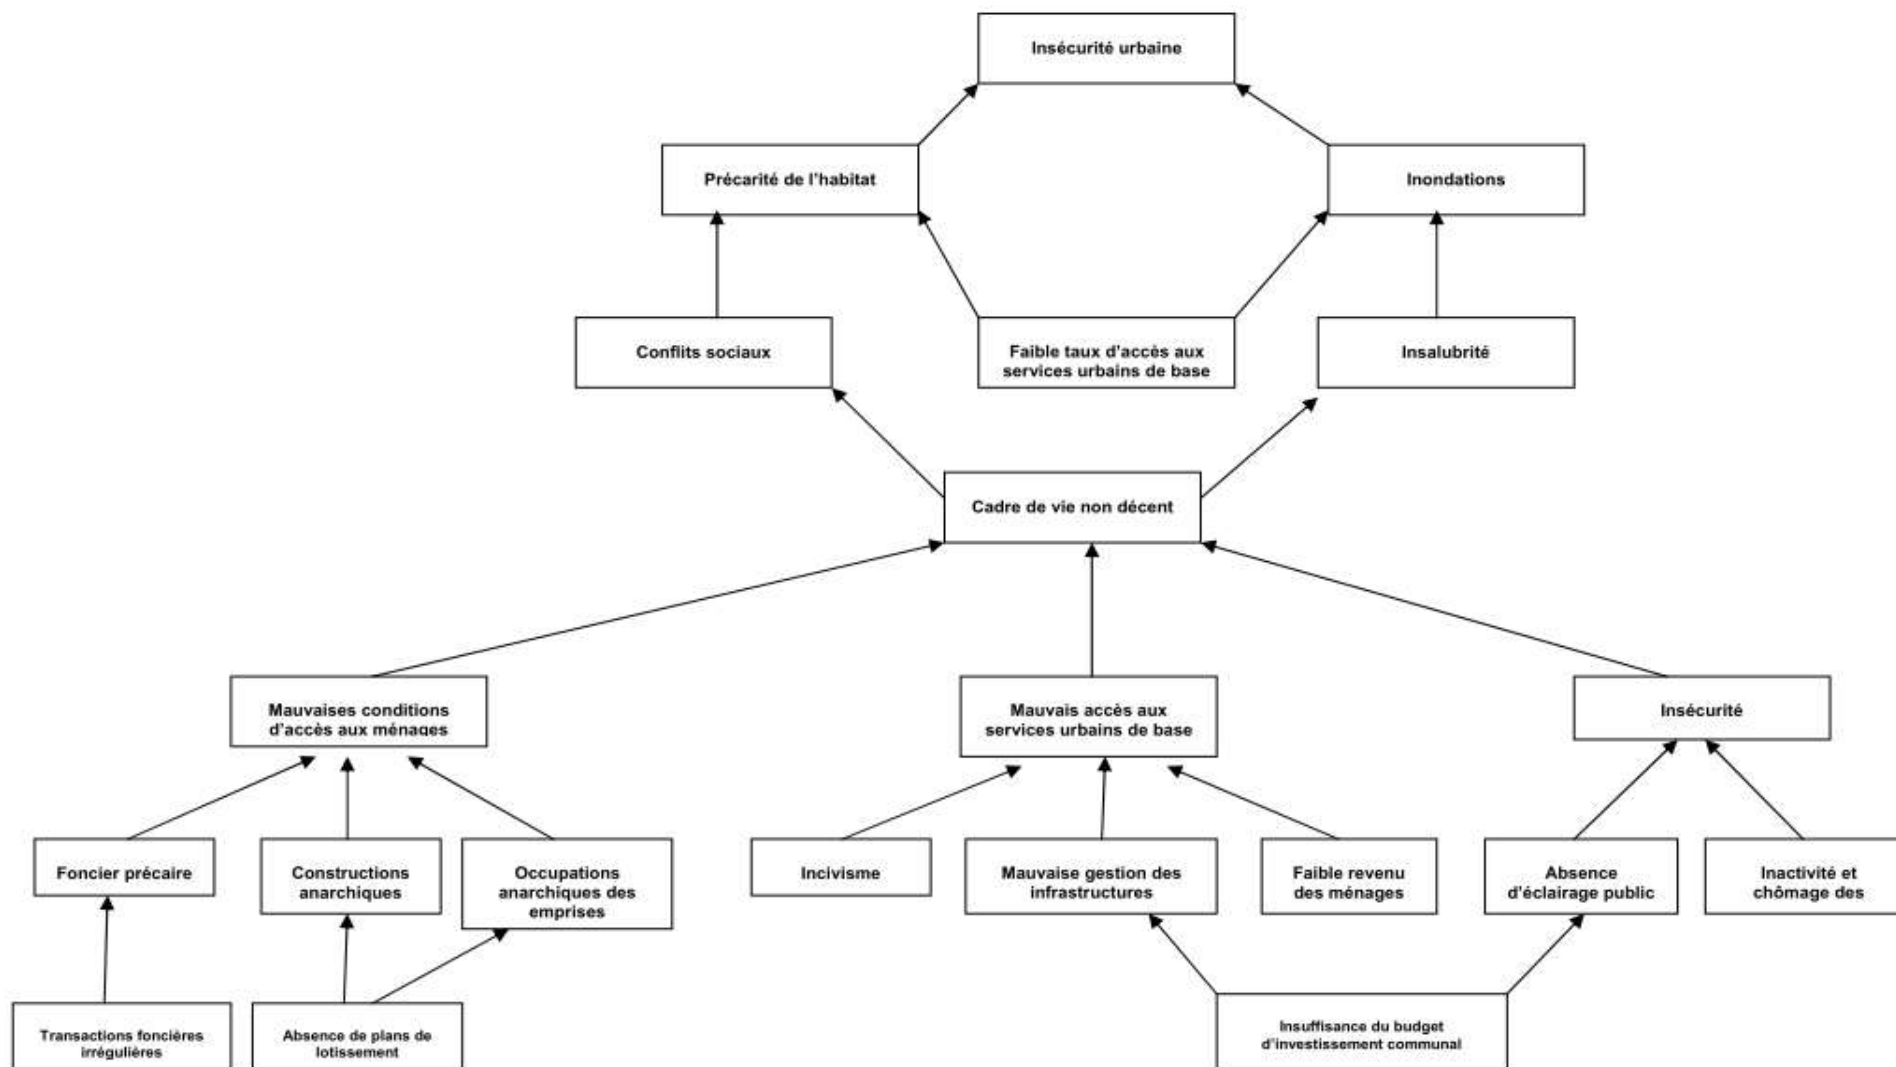 Insécurité urbaine
Précarité de l'habitat
Inondations
Conflits sociaux
Faible taux d'accès aux
services urbains de base
Insalubrité
Cadre de vie non décent
Mauvaises conditions
d'accès aux ménages
Mauvais accès aux
services urbains de base
Insécurité
Foncier précaire
Constructions
anarchiques
Occupations
anarchiques des
emprises
Incivisme
Mauvaise gestion des
infrastructures
Faible revenu
des ménages
Absence
d'éclairage public
Inactivité et
chômage des
Transactions foncières
irrégulières
Absence de plans de
lotissement
Insuffisance du budget
d'investissement communal